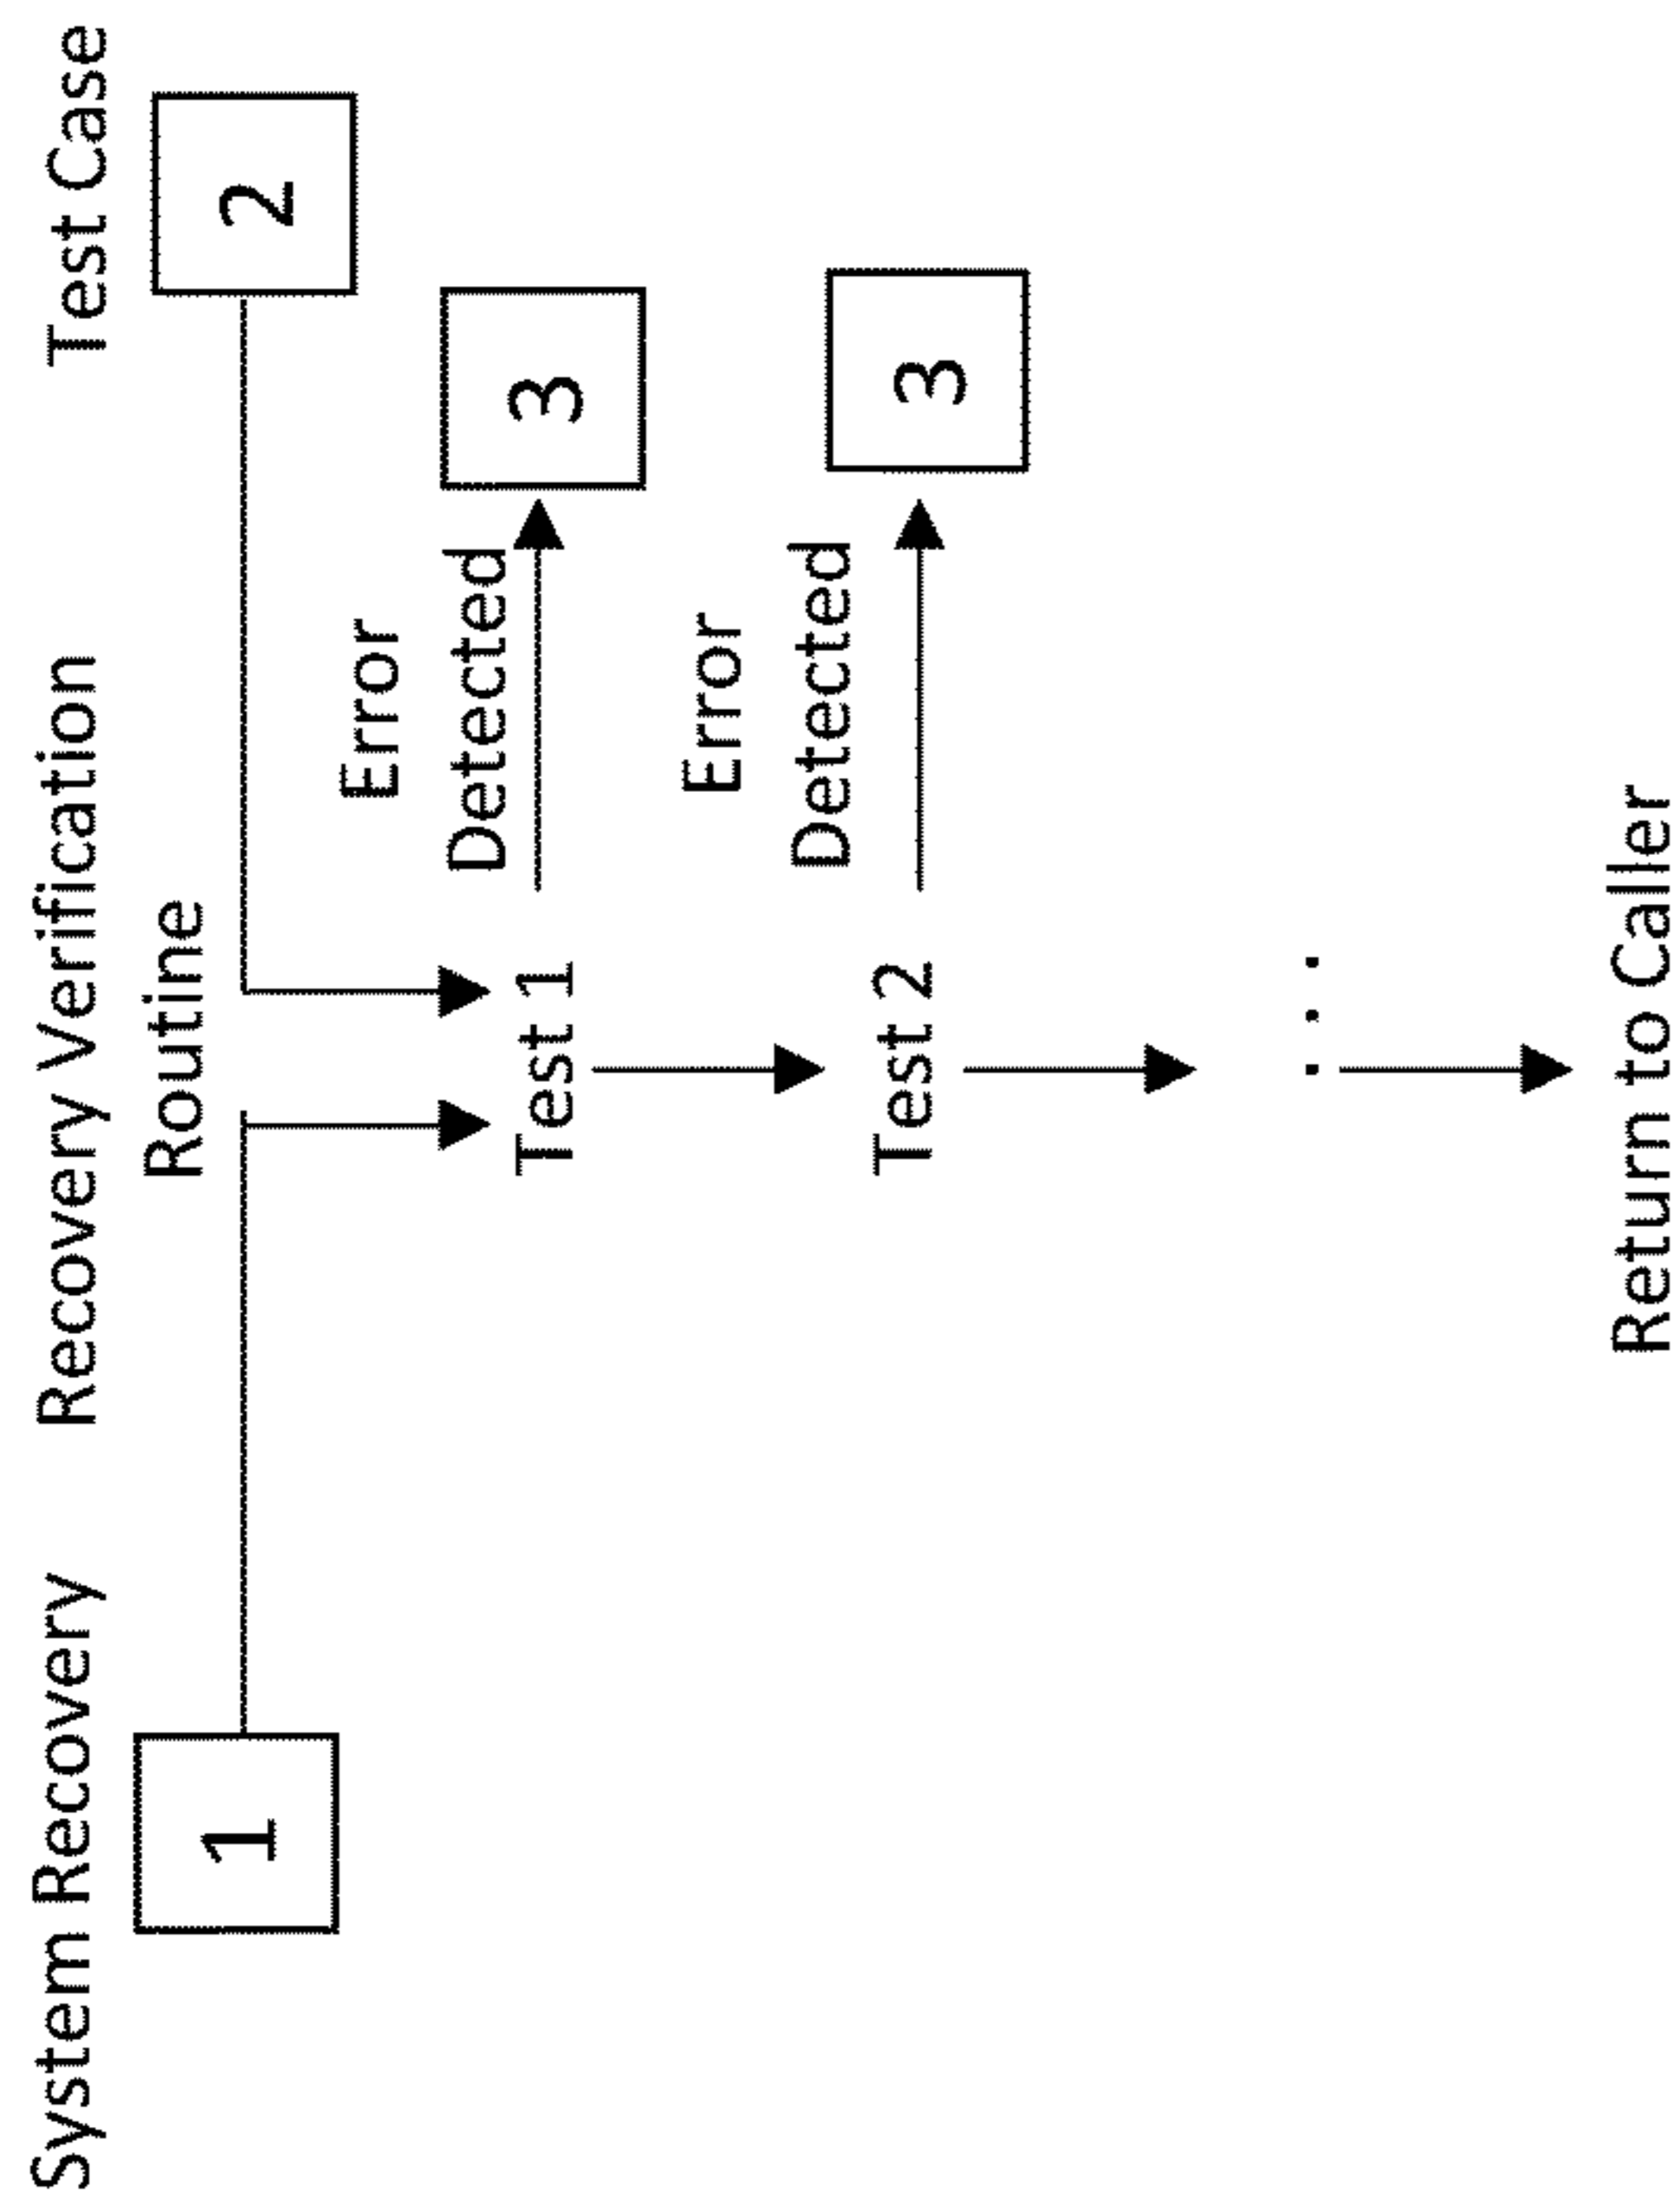 System Recovery
Recovery Verification
Routine
Test Case
1
2
Error
Detected
3
Test 1
Error
Detected
3
Test 2
...
Return to Caller